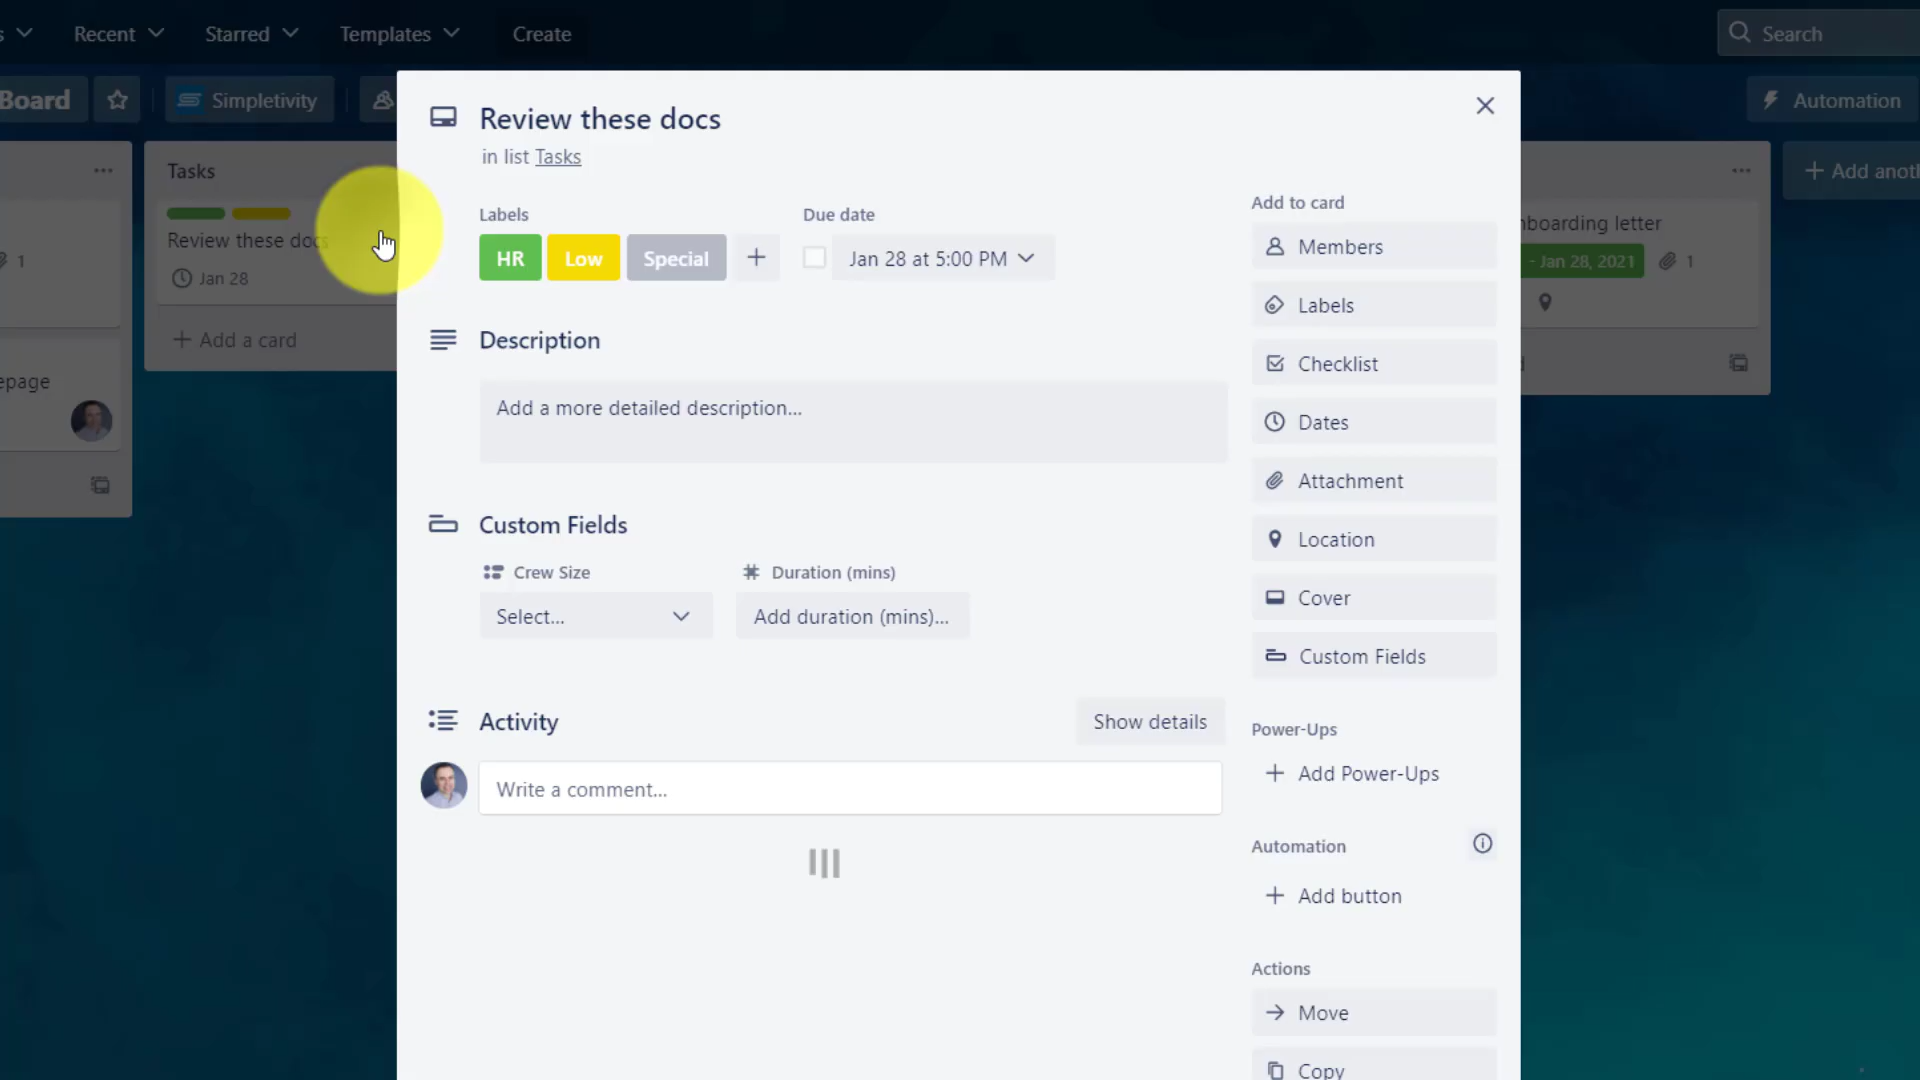 Recent
Starred
Templates
Create
Search
Board
Simpletivity
Automation
Tasks
Review these docs
Jan 28
+ Add a card
1
epage
Review these docs
in list Tasks
Labels
HR
Low
Special
+
Due date
Jan 28 at 5:00 PM
Description
Add a more detailed description...
Custom Fields
Crew Size
Select...
Duration (mins)
Add duration (mins)...
Activity
Show details
Write a comment...
Add to card
Members
Labels
Checklist
Dates
Attachment
Location
Cover
Custom Fields
Power-Ups
+ Add Power-Ups
Automation
+ Add button
Actions
Move
Copy
nboarding letter
- Jan 28, 2021
1
+ Add anoth